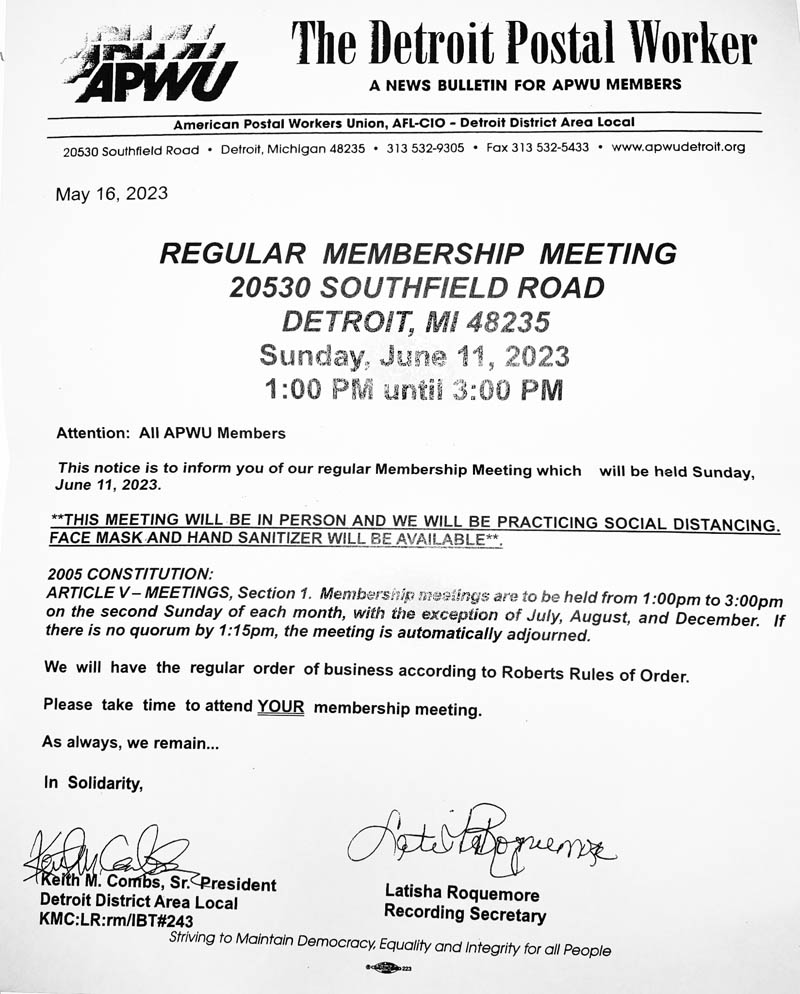 APWU
The Detroit Postal Worker
A NEWS BULLETIN FOR APWU MEMBERS
American Postal Workers Union, AFL-CIO - Detroit District Area Local
20530 Southfield Road • Detroit, Michigan 48235 • 313 532-9305 • Fax 313 532-5433 • www.apwudetroit.org
May 16, 2023
REGULAR MEMBERSHIP MEETING
20530 SOUTHFIELD ROAD
DETROIT, MI 48235
Sunday, June 11, 2023
1:00 PM until 3:00 PM
Attention: All APWU Members
This notice is to inform you of our regular Membership Meeting which will be held Sunday,
June 11, 2023.
**THIS MEETING WILL BE IN PERSON AND WE WILL BE PRACTICING SOCIAL DISTANCING.
FACE MASK AND HAND SANITIZER WILL BE AVAILABLE**.
2005 CONSTITUTION:
ARTICLE V – MEETINGS, Section 1. Membership meetings are to be held from 1:00pm to 3:00pm
on the second Sunday of each month, with the exception of July, August, and December. If
there is no quorum by 1:15pm, the meeting is automatically adjourned.
We will have the regular order of business according to Roberts Rules of Order.
Please take time to attend YOUR membership meeting.
As always, we remain...
In Solidarity,
Latisha Roquemore
Keith M. Combs, Sr. President
Detroit District Area Local
KMC:LR:rm/IBT#243
Latisha Roquemore
Recording Secretary
Striving to Maintain Democracy, Equality and Integrity for all People
223